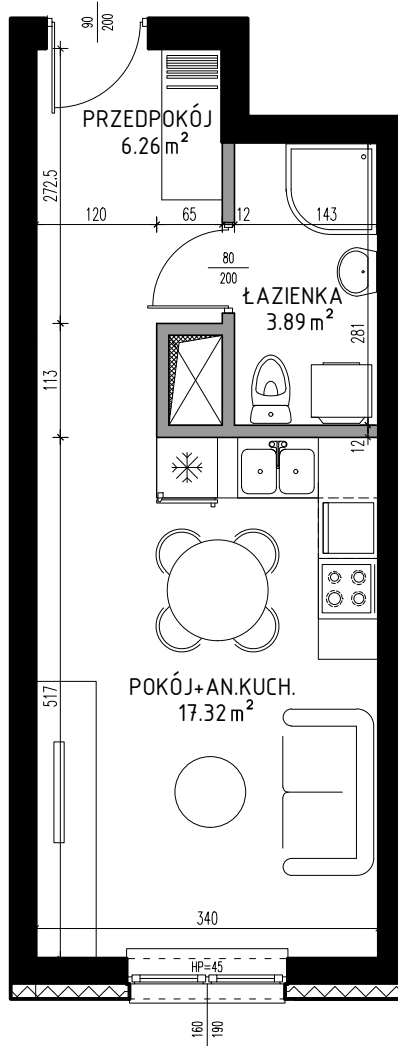 90
200
PRZEDPOKÓJ
6.26 m²
272.5
120
65
12
143
80
200
ŁAZIENKA
3.89 m²
281
113
12
517
POKÓJ+AN.KUCH.
17.32 m²
340
HP=45
160
190